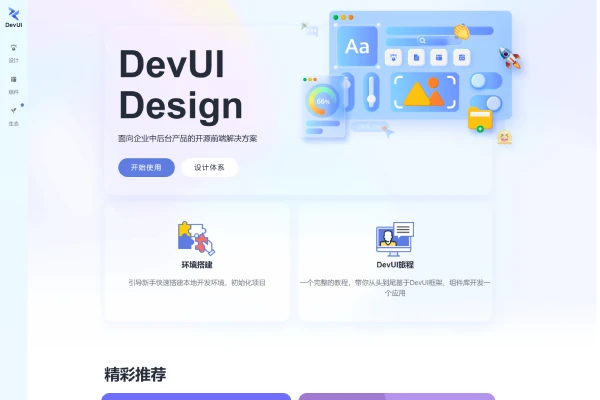 DevUI
设计
组件
生态
DevUI
Design
面向企业中后台产品的开源前端解决方案
开始使用
设计体系
Aa
66%
环境搭建
引导新手快速搭建本地开发环境，初始化项目
DevUI旅程
一个完整的教程，带你从头到尾基于DevUI框架、组件库开发一
个应用
精彩推荐